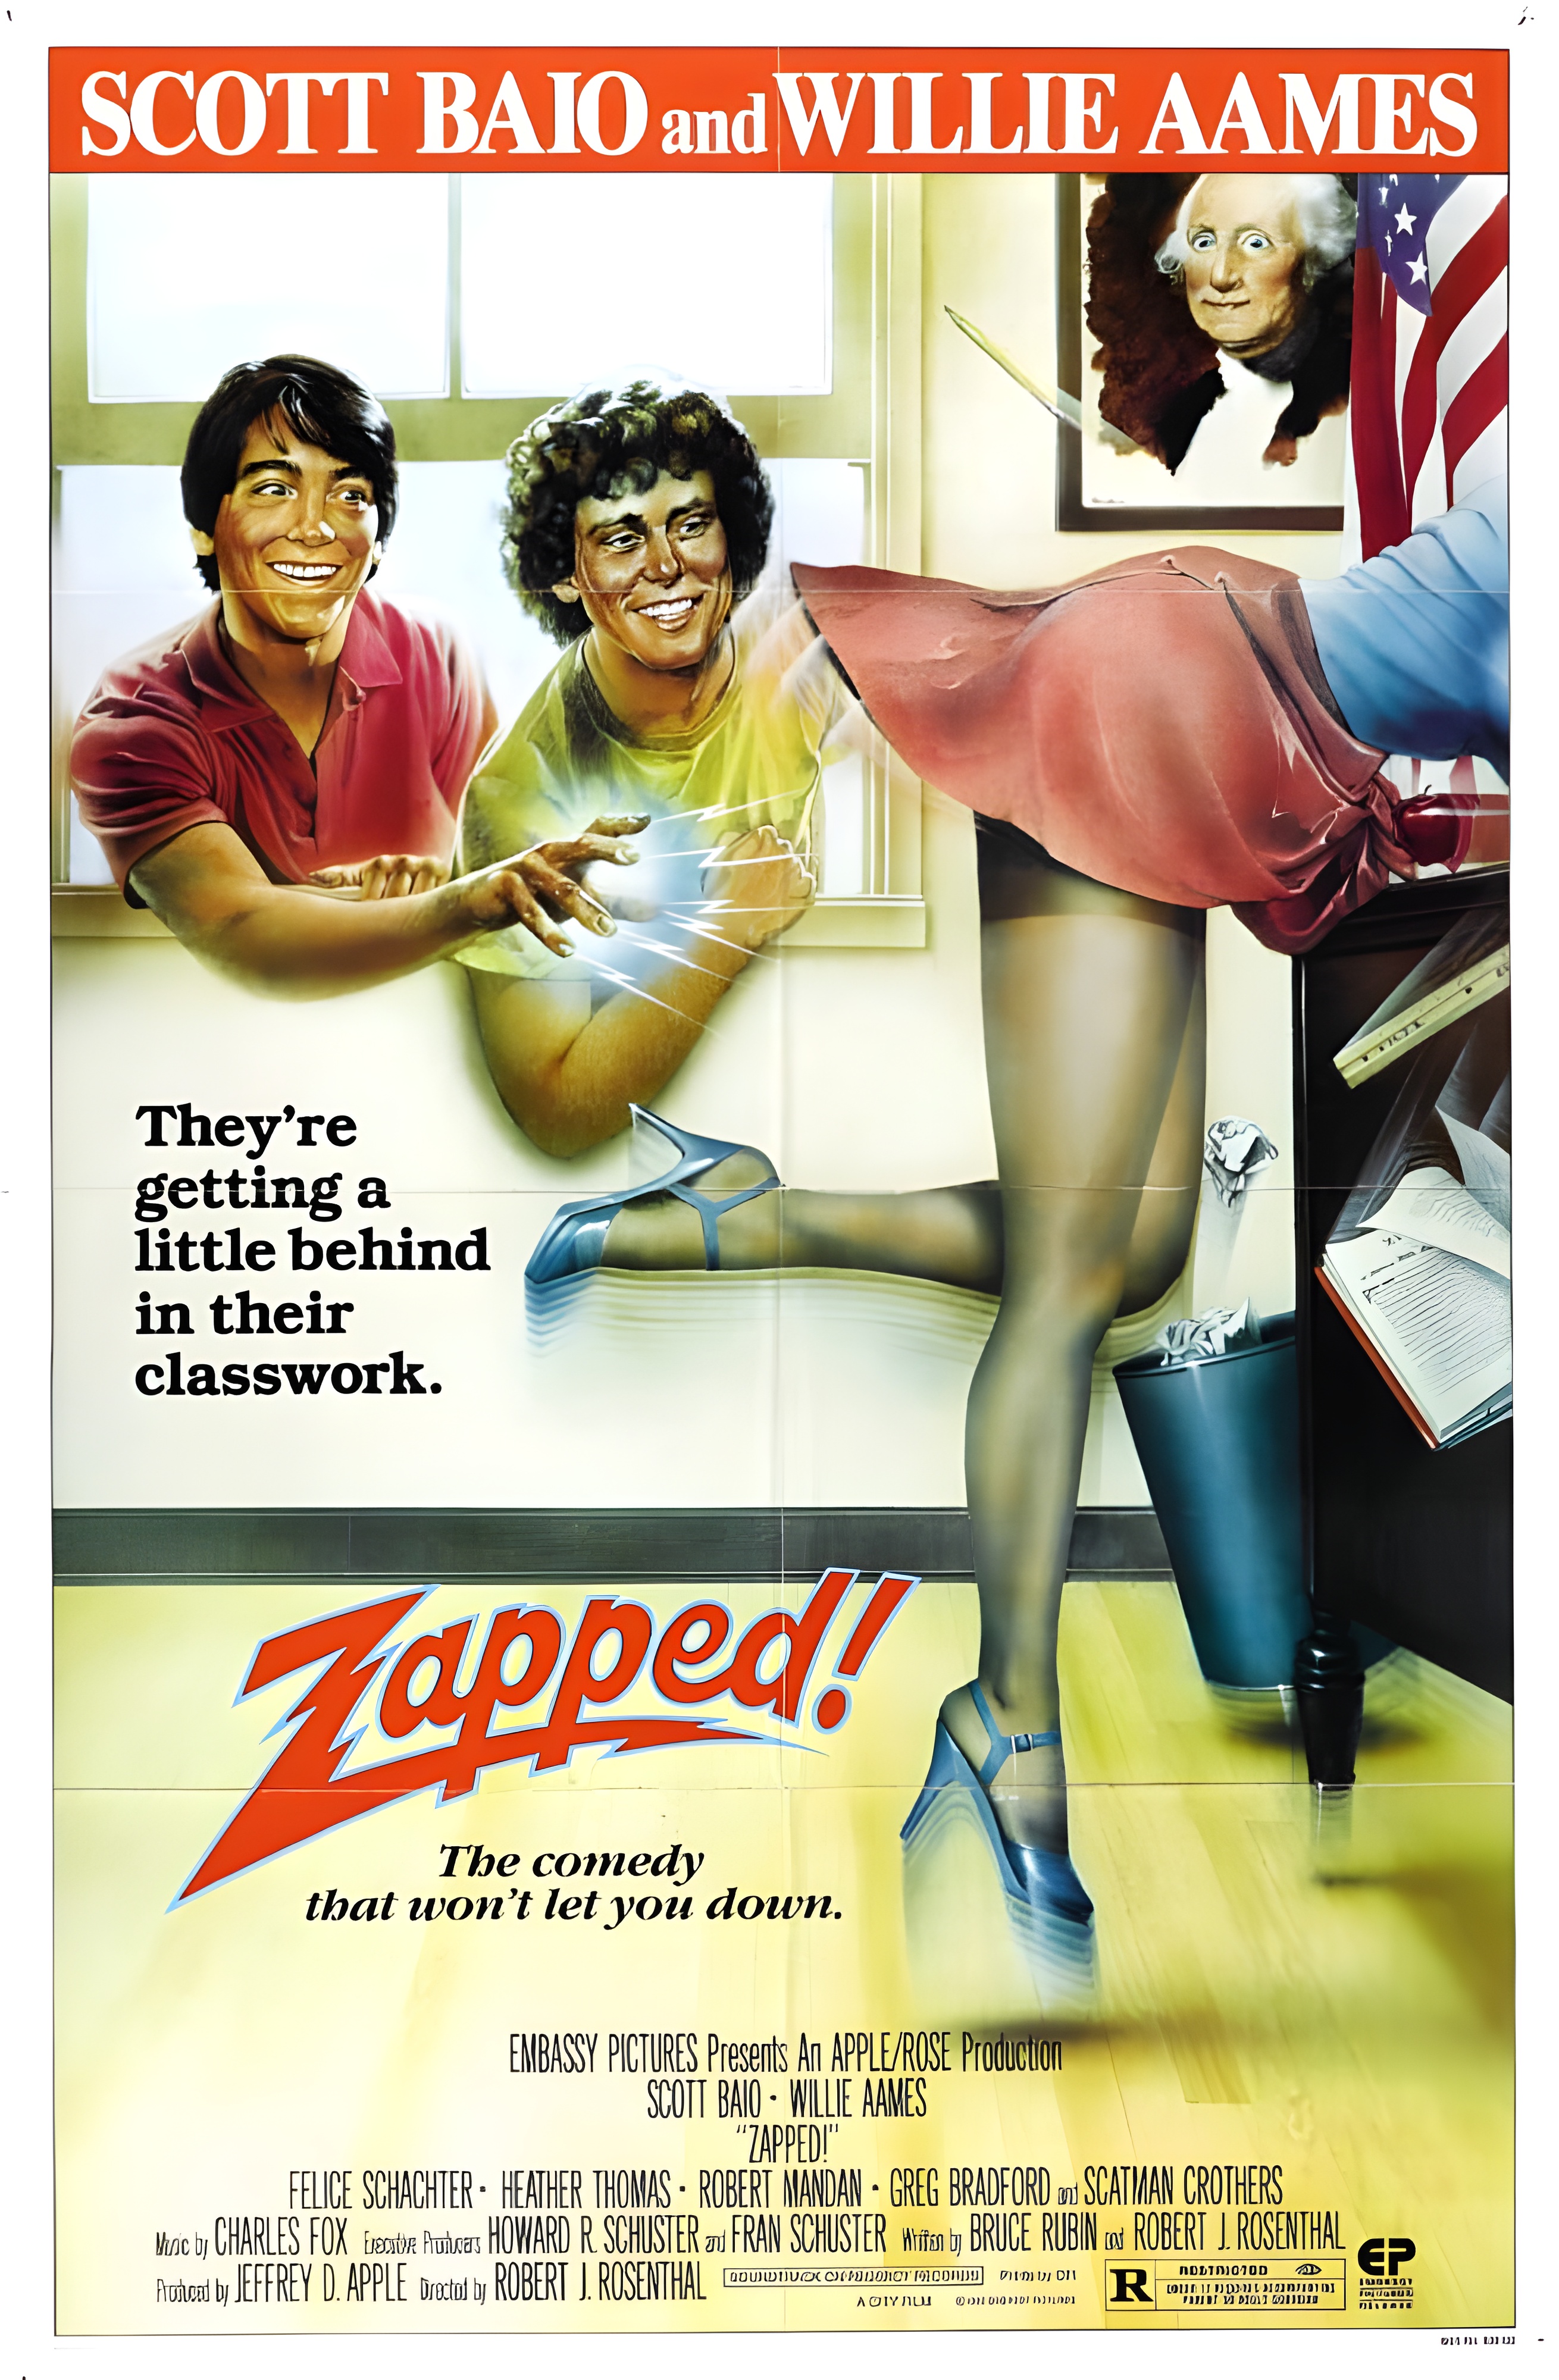 SCOTT BAIO and WILLIE AAMES
They're
getting a
little behind
in their
classwork.
Zapped!
The comedy
that won't let you down.
EMBASSY PICTURES Presents An APPLE/ROSE Production
SCOTT BAIO · WILLIE AAMES
"ZAPPED!"
FELICE SCHACHTER · HEATHER THOMAS · ROBERT MANDAN · GREG BRADFORD and SCATMAN CROTHERS
Music by CHARLES FOX Executive Producers HOWARD R. SCHUSTER and FRAN SCHUSTER Written by BRUCE RUBIN and ROBERT J. ROSENTHAL
Produced by JEFFREY D. APPLE Directed by ROBERT J. ROSENTHAL
R
RESTRICTED
EP